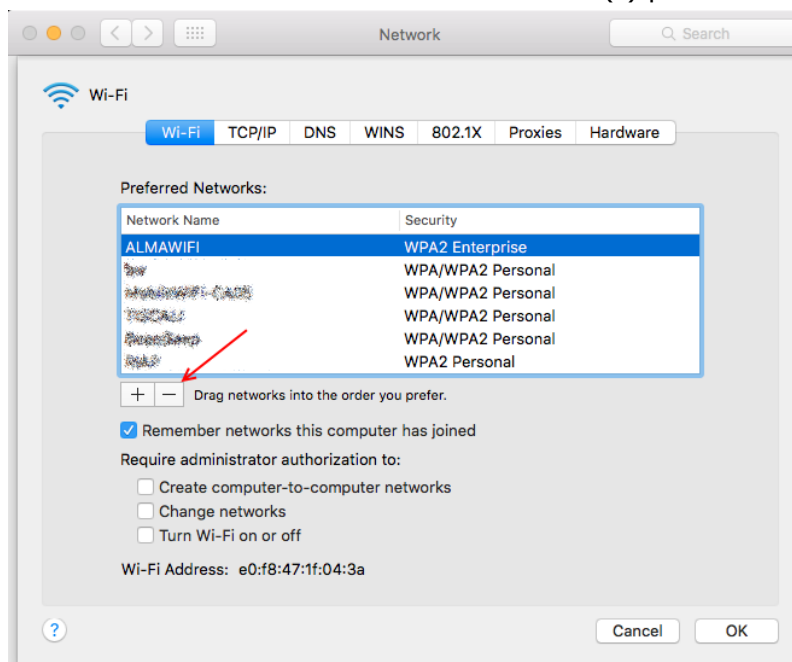 Network
Search
Wi-Fi
Wi-Fi TCP/IP DNS WINS 802.1X Proxies Hardware
Preferred Networks:
Network Name Security
ALMAWIFI WPA2 Enterprise
WPA/WPA2 Personal
WPA/WPA2 Personal
WPA/WPA2 Personal
WPA/WPA2 Personal
WPA2 Personal
+ − Drag networks into the order you prefer.
Remember networks this computer has joined
Require administrator authorization to:
Create computer-to-computer networks
Change networks
Turn Wi-Fi on or off
Wi-Fi Address: e0:f8:47:1f:04:3a
? Cancel OK